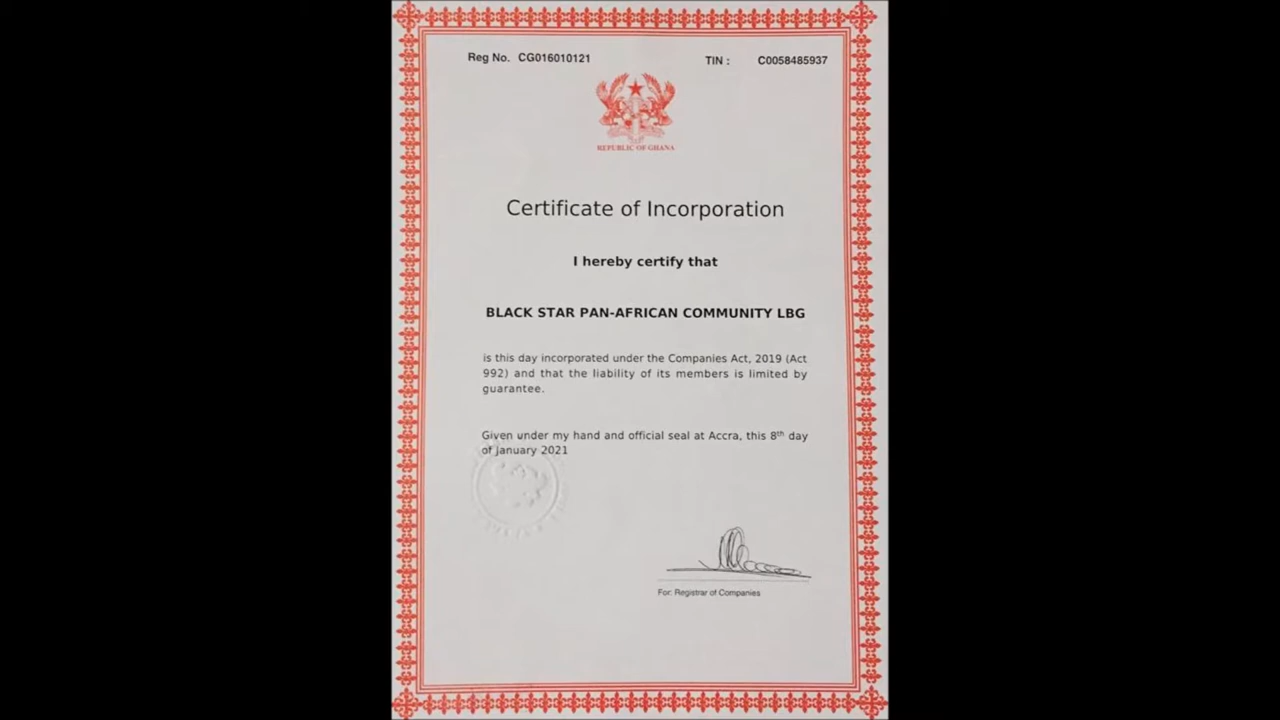 Reg No. CG016010121 TIN : C0058485937
REPUBLIC OF GHANA
Certificate of Incorporation
I hereby certify that
BLACK STAR PAN-AFRICAN COMMUNITY LBG
is this day incorporated under the Companies Act, 2019 (Act
992) and that the liability of its members is limited by
guarantee.
Given under my hand and official seal at Accra, this 8th day
of January 2021
For: Registrar of Companies